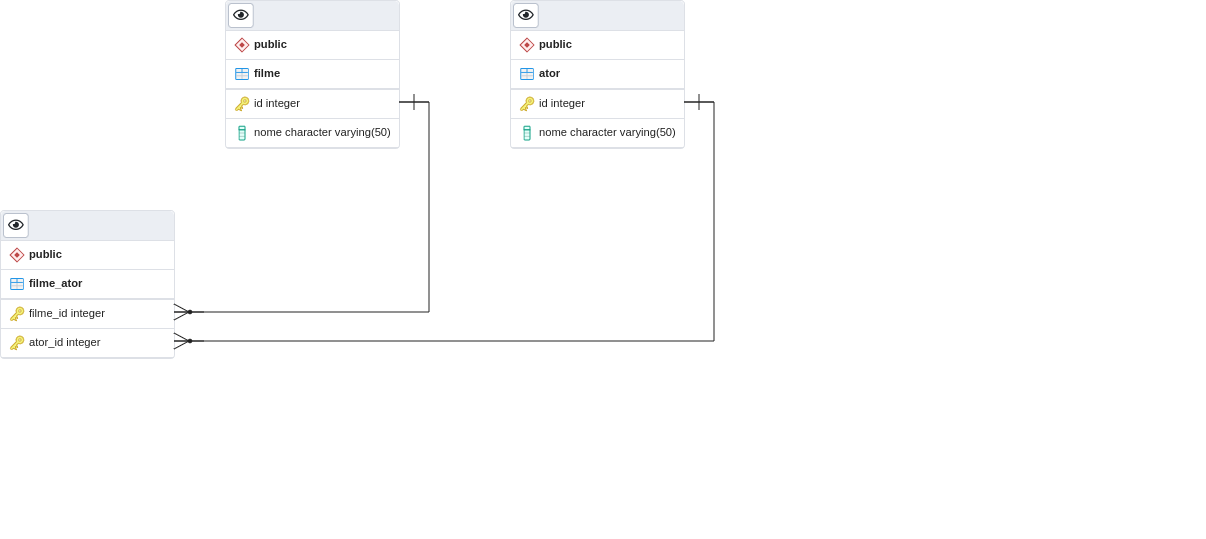 public
filme
id integer
nome character varying(50)
public
ator
id integer
nome character varying(50)
public
filme_ator
filme_id integer
ator_id integer